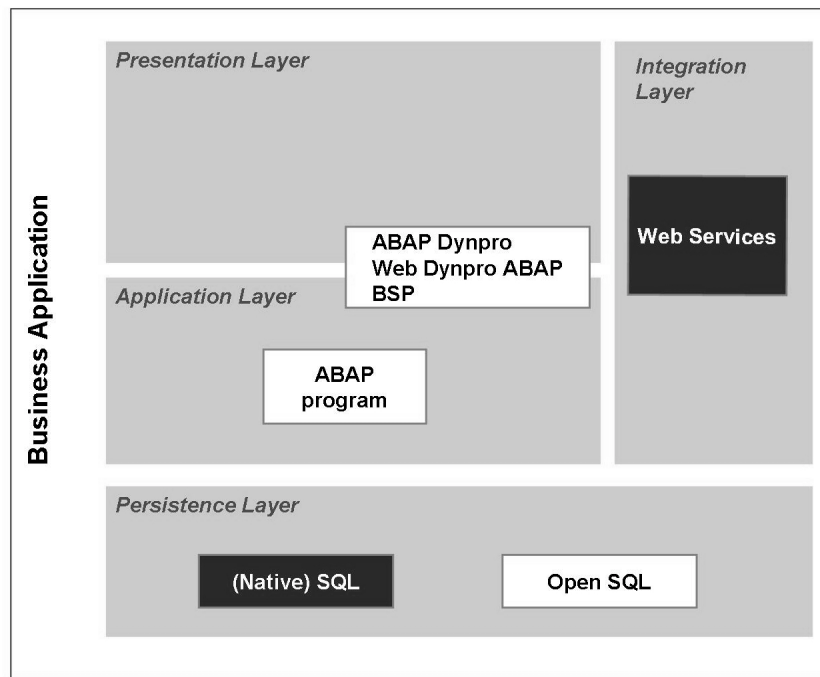 Business Application
Presentation Layer
Integration
Layer
Web Services
ABAP Dynpro
Web Dynpro ABAP
BSP
Application Layer
ABAP
program
Persistence Layer
(Native) SQL
Open SQL